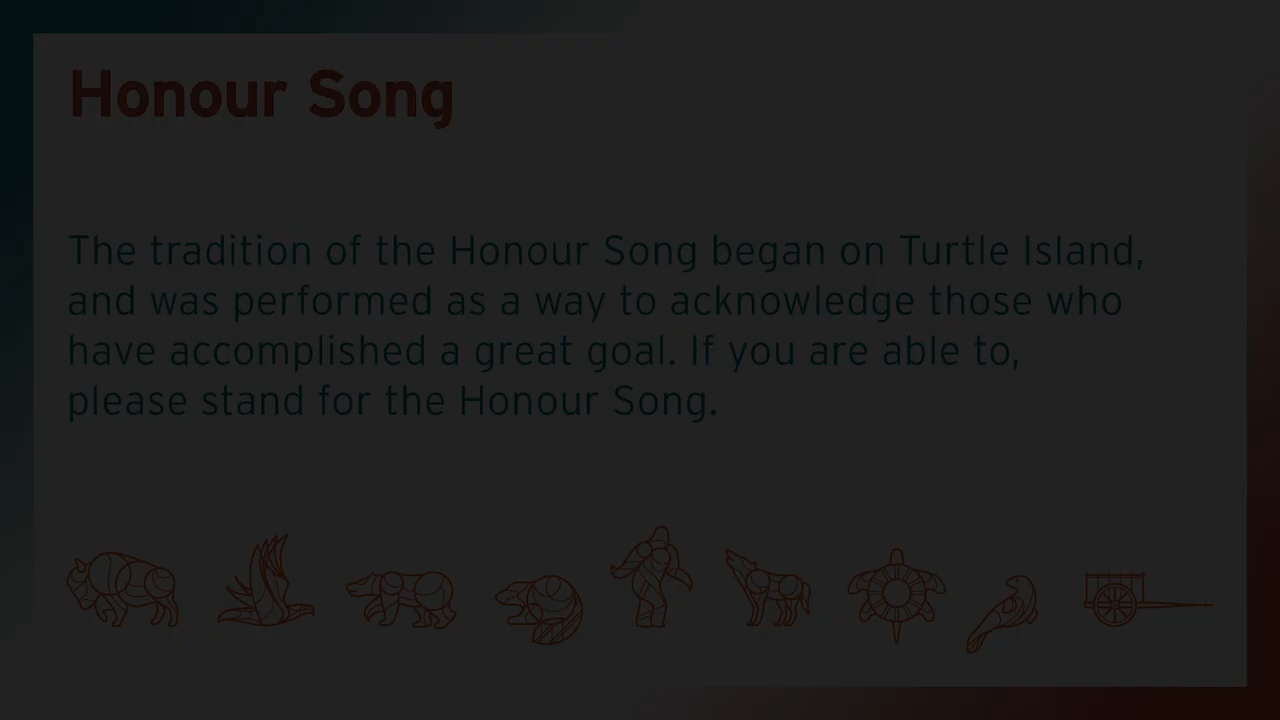 Honour Song
The tradition of the Honour Song began on Turtle Island,
and was performed as a way to acknowledge those who
have accomplished a great goal. If you are able to,
please stand for the Honour Song.